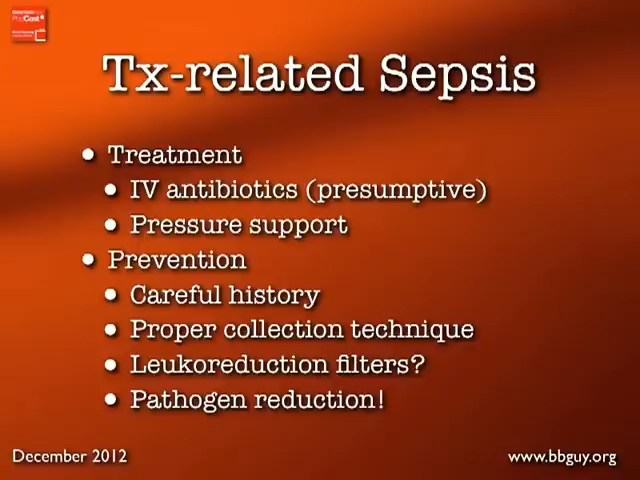 Tx-related Sepsis
• Treatment
• IV antibiotics (presumptive)
• Pressure support
• Prevention
• Careful history
• Proper collection technique
• Leukoreduction filters?
• Pathogen reduction!
December 2012
www.bbguy.org